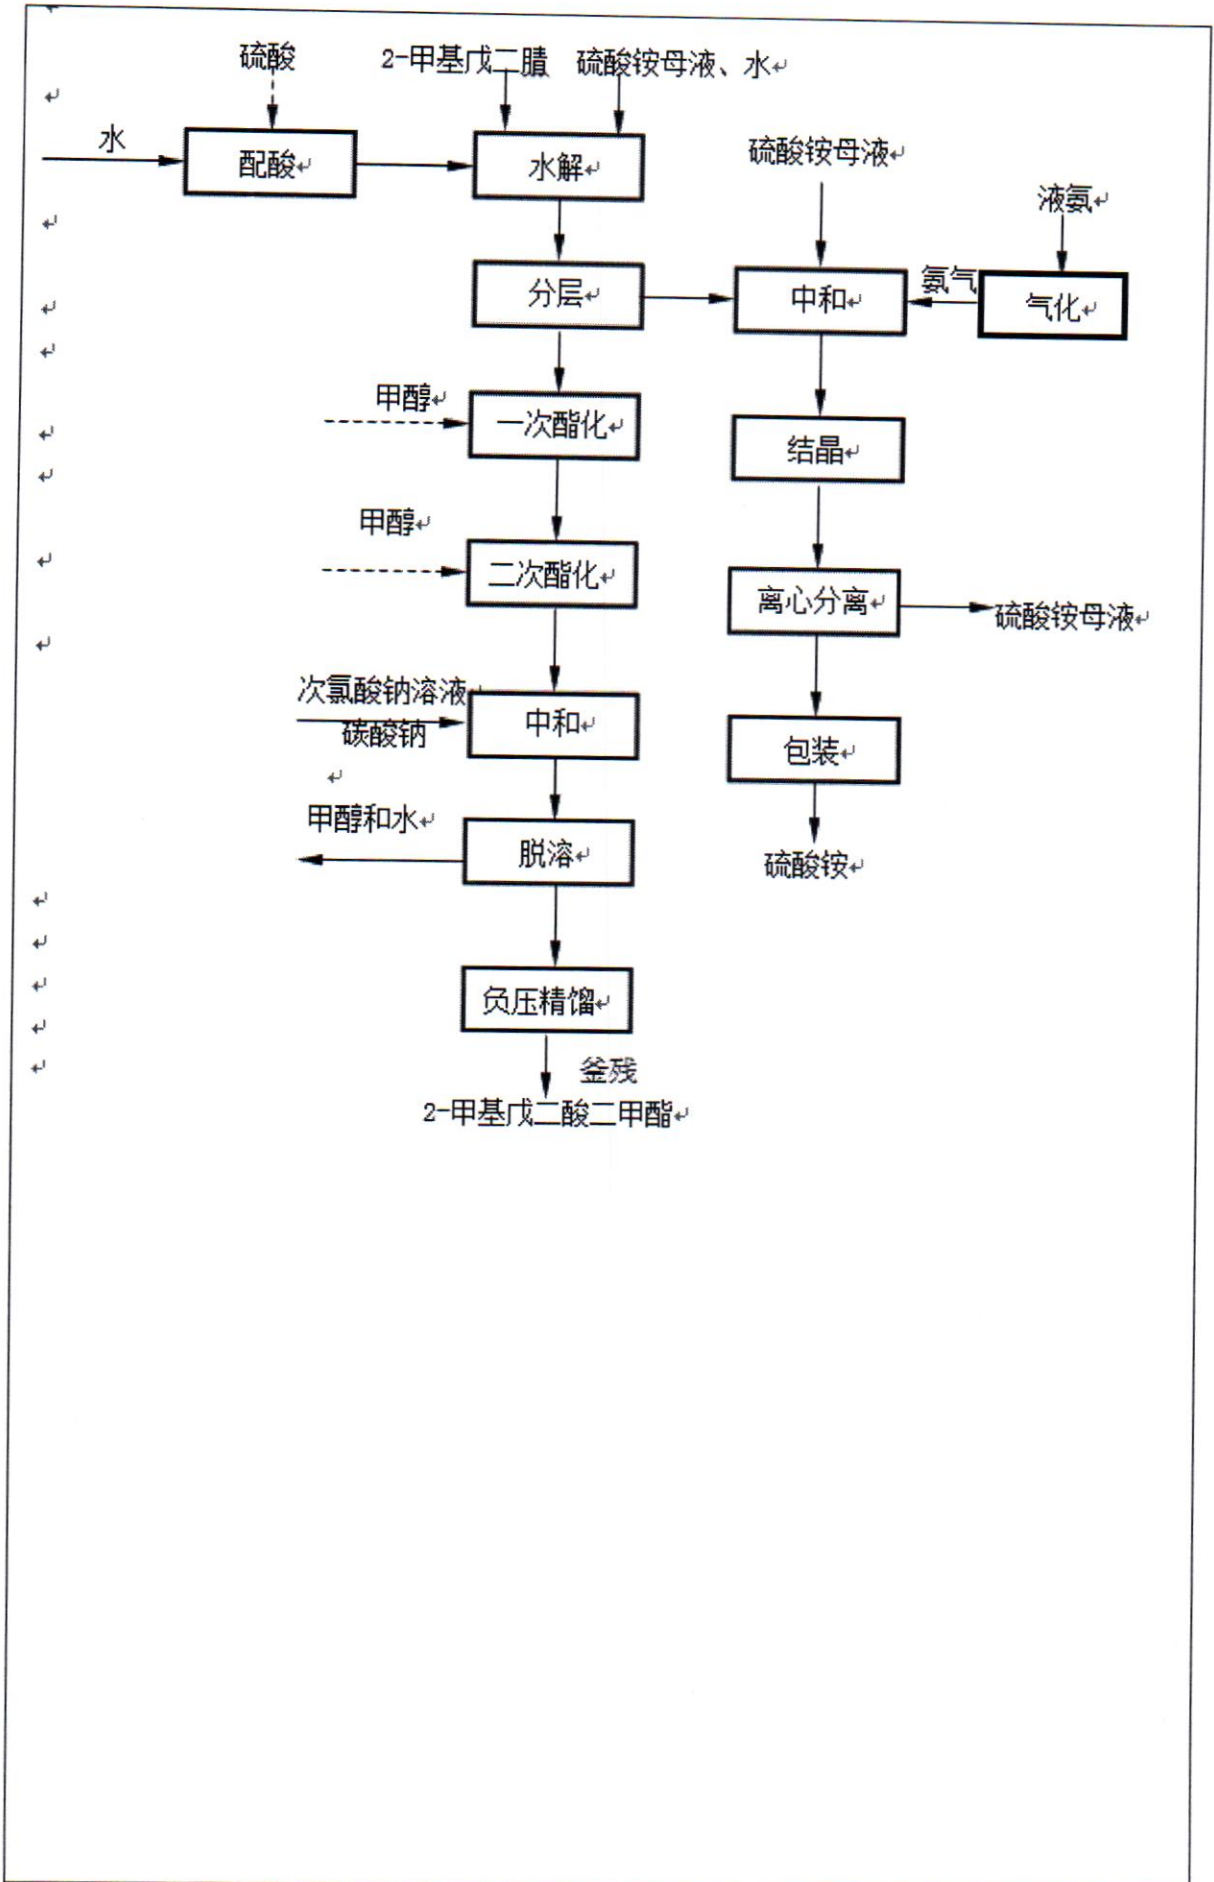 硫酸
2-甲基戊二腈
硫酸铵母液、水
水
配酸
水解
硫酸铵母液
液氨
分层
中和
氨气
气化
甲醇
一次酯化
结晶
甲醇
二次酯化
离心分离
硫酸铵母液
次氯酸钠溶液
碳酸钠
中和
包装
甲醇和水
脱溶
硫酸铵
负压精馏
釜残
2-甲基戊二酸二甲酯